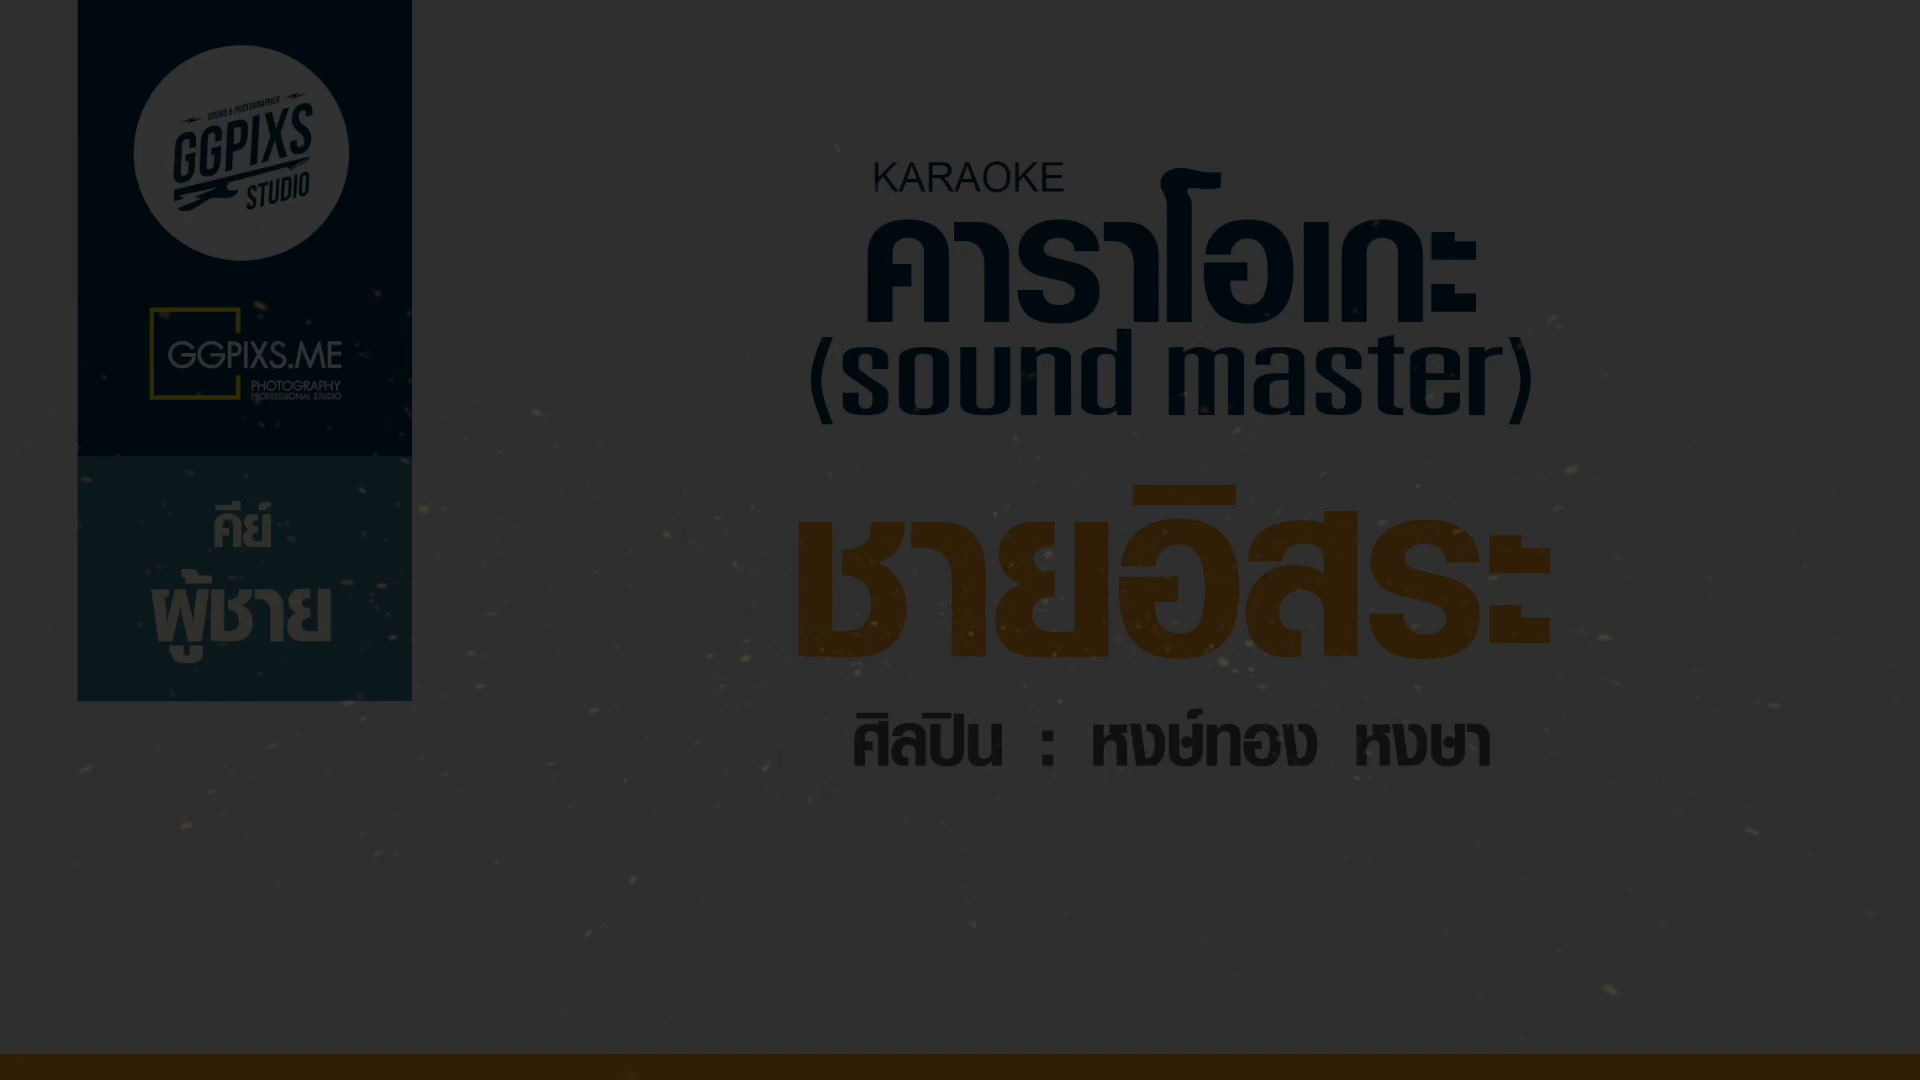 SOUND & PHOTOGRAPHER
GGPIXS
STUDIO
GGPIXS.ME
PHOTOGRAPHY
PROFESSIONAL STUDIO
คีย์
ผู้ชาย
KARAOKE
คาราโอเกะ
(sound master)
ชายอิสระ
ศิลปิน : หงษ์ทอง หงษา